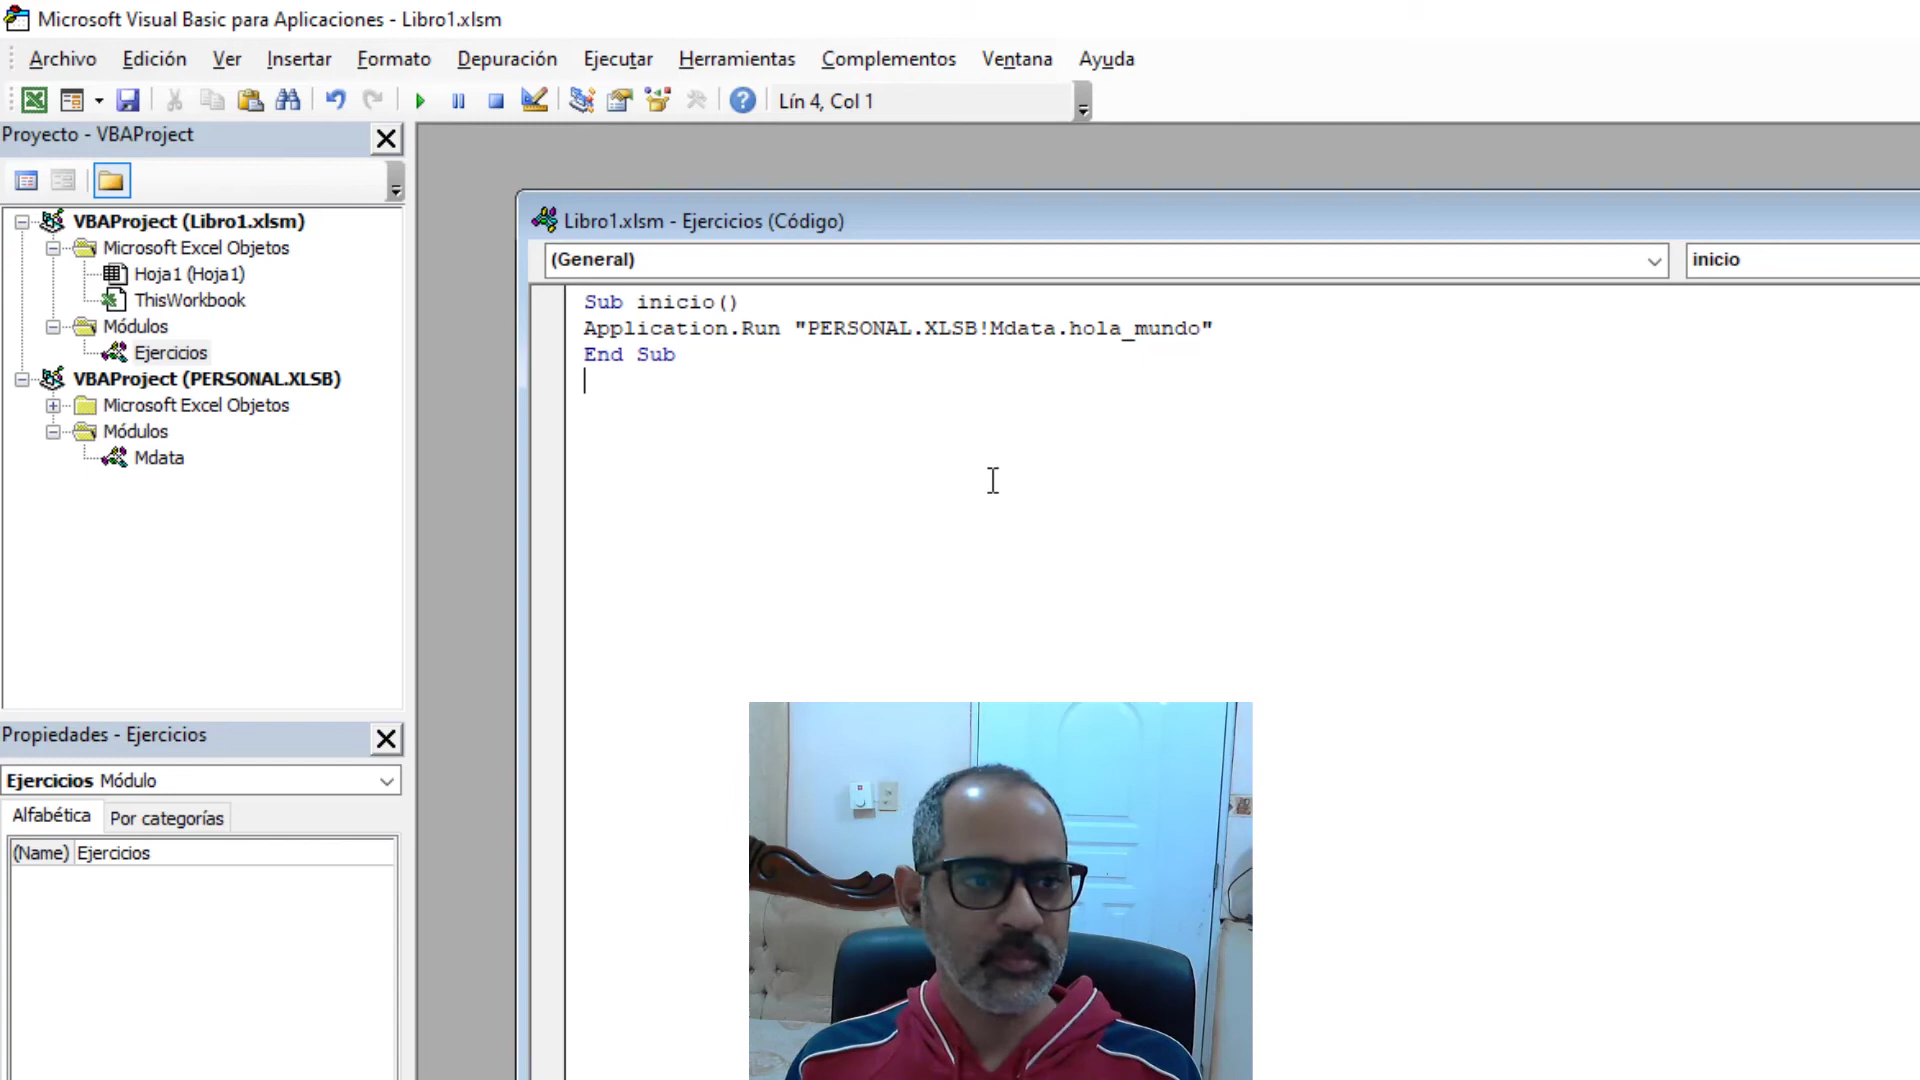 Microsoft Visual Basic para Aplicaciones - Libro1.xlsm
Archivo Edición Ver Insertar Formato Depuración Ejecutar Herramientas Complementos Ventana Ayuda
Lín 4, Col 1
Proyecto - VBAProject
VBAProject (Libro1.xlsm)
Microsoft Excel Objetos
Hoja1 (Hoja1)
ThisWorkbook
Módulos
Ejercicios
VBAProject (PERSONAL.XLSB)
Microsoft Excel Objetos
Módulos
Mdata
Propiedades - Ejercicios
Ejercicios Módulo
Alfabética Por categorías
(Name) Ejercicios
Libro1.xlsm - Ejercicios (Código)
(General) inicio
Sub inicio()
Application.Run "PERSONAL.XLSB!Mdata.hola_mundo"
End Sub